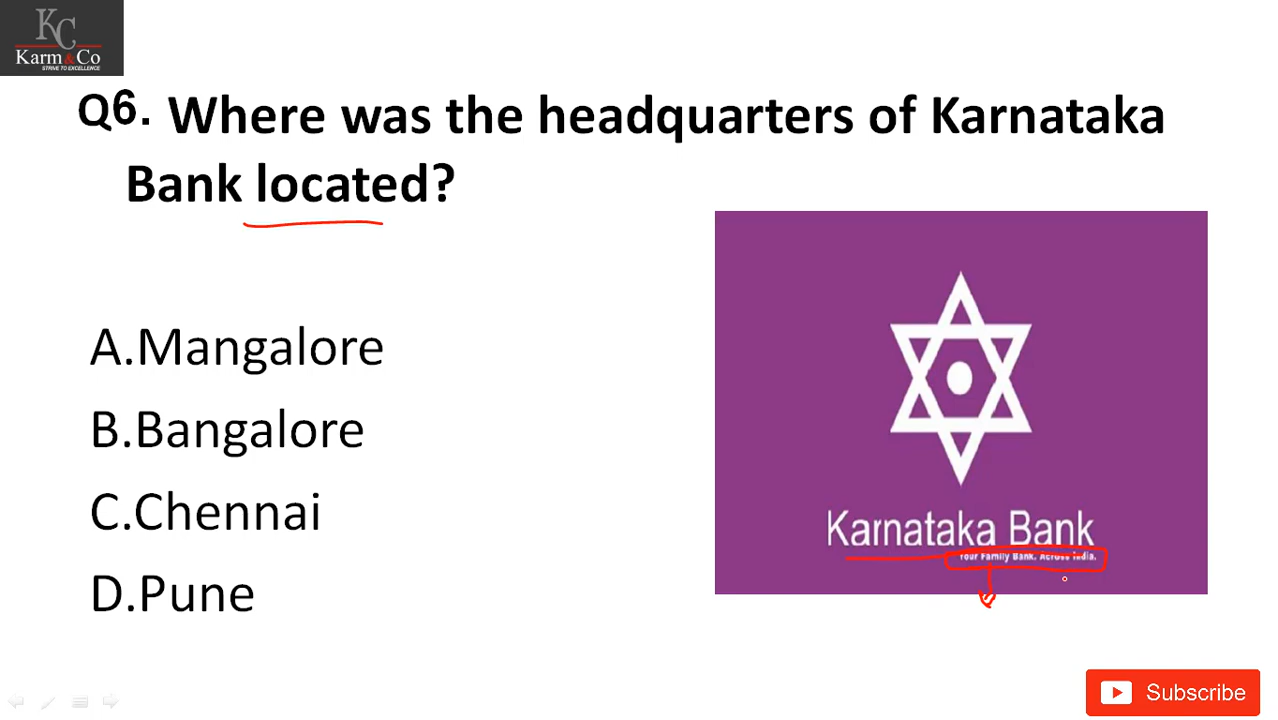 KC
Karm&Co
STRIVE TO EXCELLENCE
Q6. Where was the headquarters of Karnataka
Bank located?
A.Mangalore
B.Bangalore
C.Chennai
D.Pune
Karnataka Bank
Your Family Bank. Across India.
Subscribe